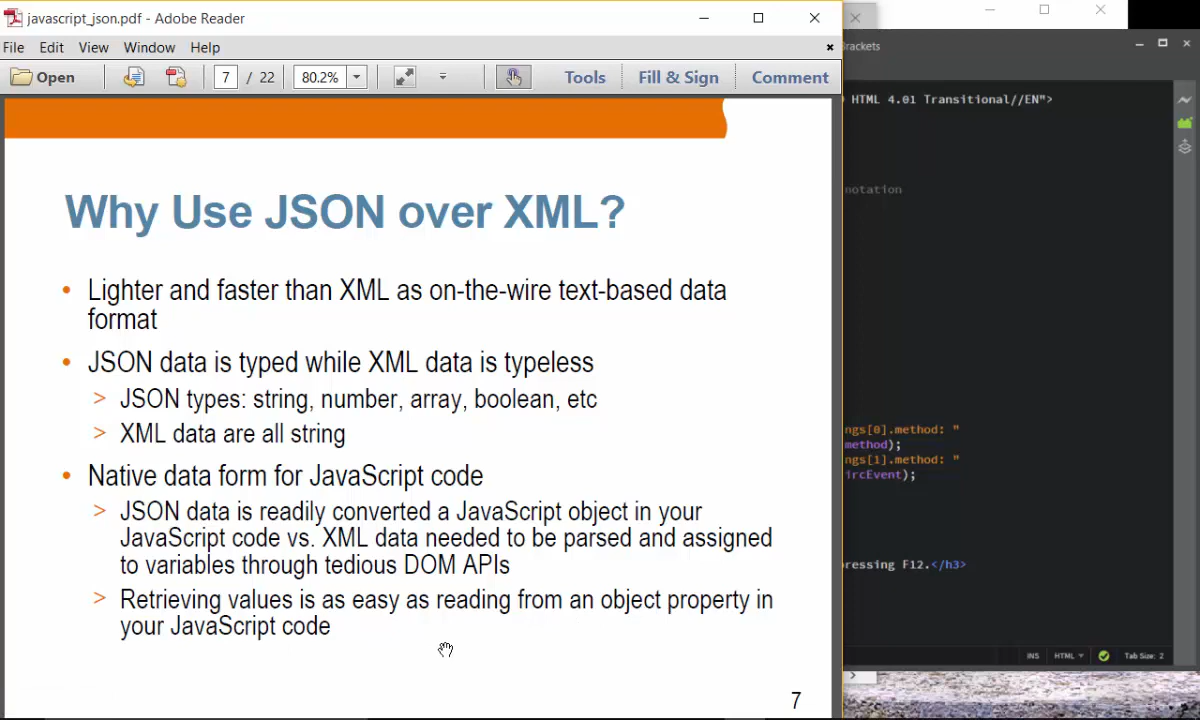 javascript_json.pdf - Adobe Reader
File Edit View Window Help
Open 7 / 22 80.2% Tools Fill & Sign Comment
Why Use JSON over XML?
• Lighter and faster than XML as on-the-wire text-based data
format
• JSON data is typed while XML data is typeless
> JSON types: string, number, array, boolean, etc
> XML data are all string
• Native data form for JavaScript code
> JSON data is readily converted a JavaScript object in your
JavaScript code vs. XML data needed to be parsed and assigned
to variables through tedious DOM APIs
> Retrieving values is as easy as reading from an object property in
your JavaScript code
7
Brackets
HTML 4.01 Transitional//EN">
notation
ngs[0].method: "
method);
ngs[1].method: "
ircEvent);
ressing F12.</h3>
INS HTML Tab Size: 2